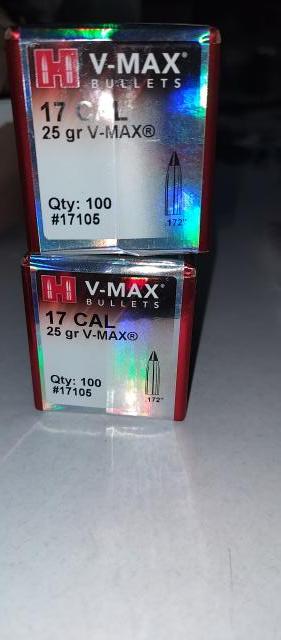 H V-MAX®
BULLETS
17 CAL
25 gr V-MAX®
Qty: 100
#17105
.172"
H V-MAX®
BULLETS
17 CAL
25 gr V-MAX®
Qty: 100
#17105
.172"